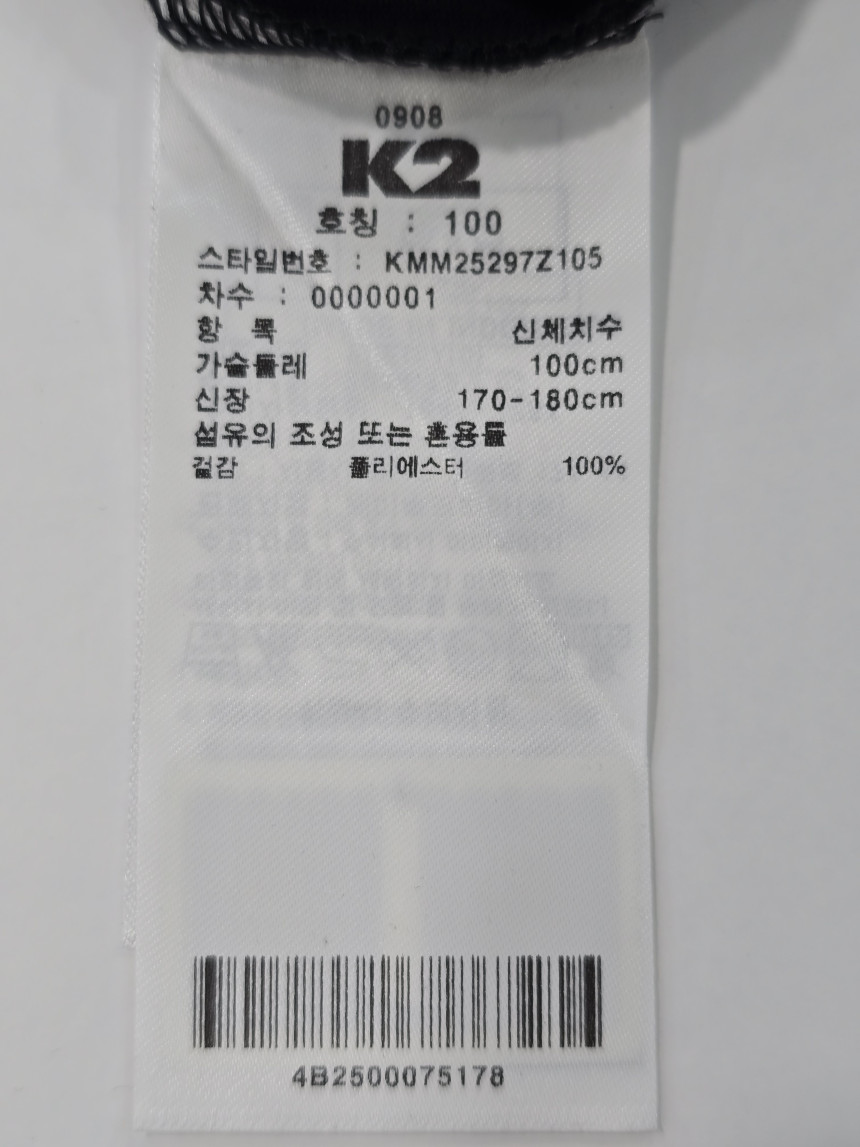 0908
K2
호칭 : 100
스타일번호 : KMM25297Z105
차수 : 0000001
항 목 신체치수
가슴둘레 100cm
신장 170-180cm
섬유의 조성 또는 혼용률
겉감 폴리에스터 100%
4B2500075178